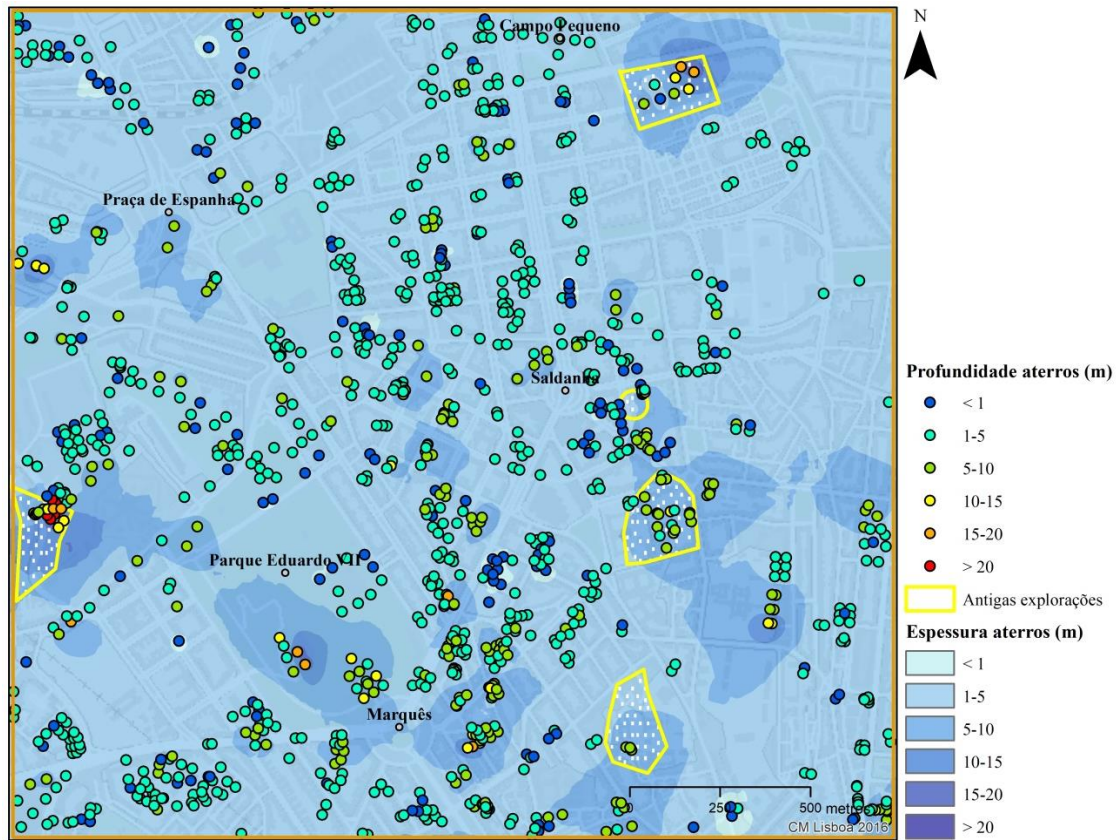 Campo Pequeno
N
Praça de Espanha
Saldanha
Parque Eduardo VII
Marquês
0 250 500 metros
CM Lisboa 2016
Profundidade aterros (m)
< 1
1-5
5-10
10-15
15-20
> 20
Antigas explorações
Espessura aterros (m)
< 1
1-5
5-10
10-15
15-20
> 20